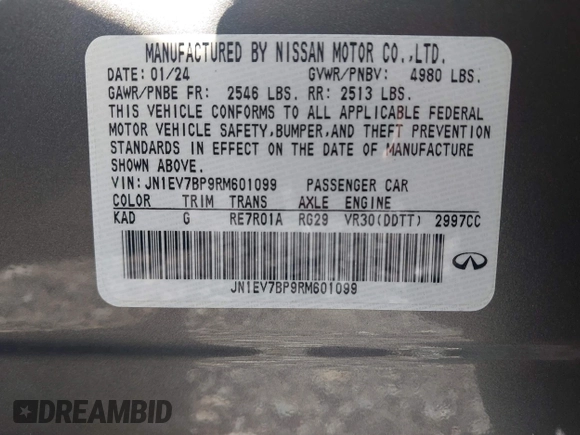 MANUFACTURED BY NISSAN MOTOR CO.,LTD.
DATE: 01/24 GVWR/PNBV: 4980 LBS.
GAWR/PNBE FR: 2546 LBS. RR: 2513 LBS.
THIS VEHICLE CONFORMS TO ALL APPLICABLE FEDERAL
MOTOR VEHICLE SAFETY,BUMPER,AND THEFT PREVENTION
STANDARDS IN EFFECT ON THE DATE OF MANUFACTURE
SHOWN ABOVE.
VIN: JN1EV7BP9RM601099 PASSENGER CAR
COLOR TRIM TRANS AXLE ENGINE
KAD G RE7R01A RG29 VR30(DDTT) 2997CC
JN1EV7BP9RM601099
DREAMBID